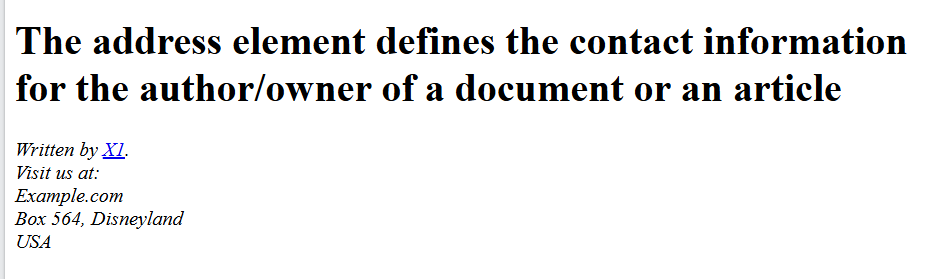 The address element defines the contact information
for the author/owner of a document or an article
Written by X1.
Visit us at:
Example.com
Box 564, Disneyland
USA